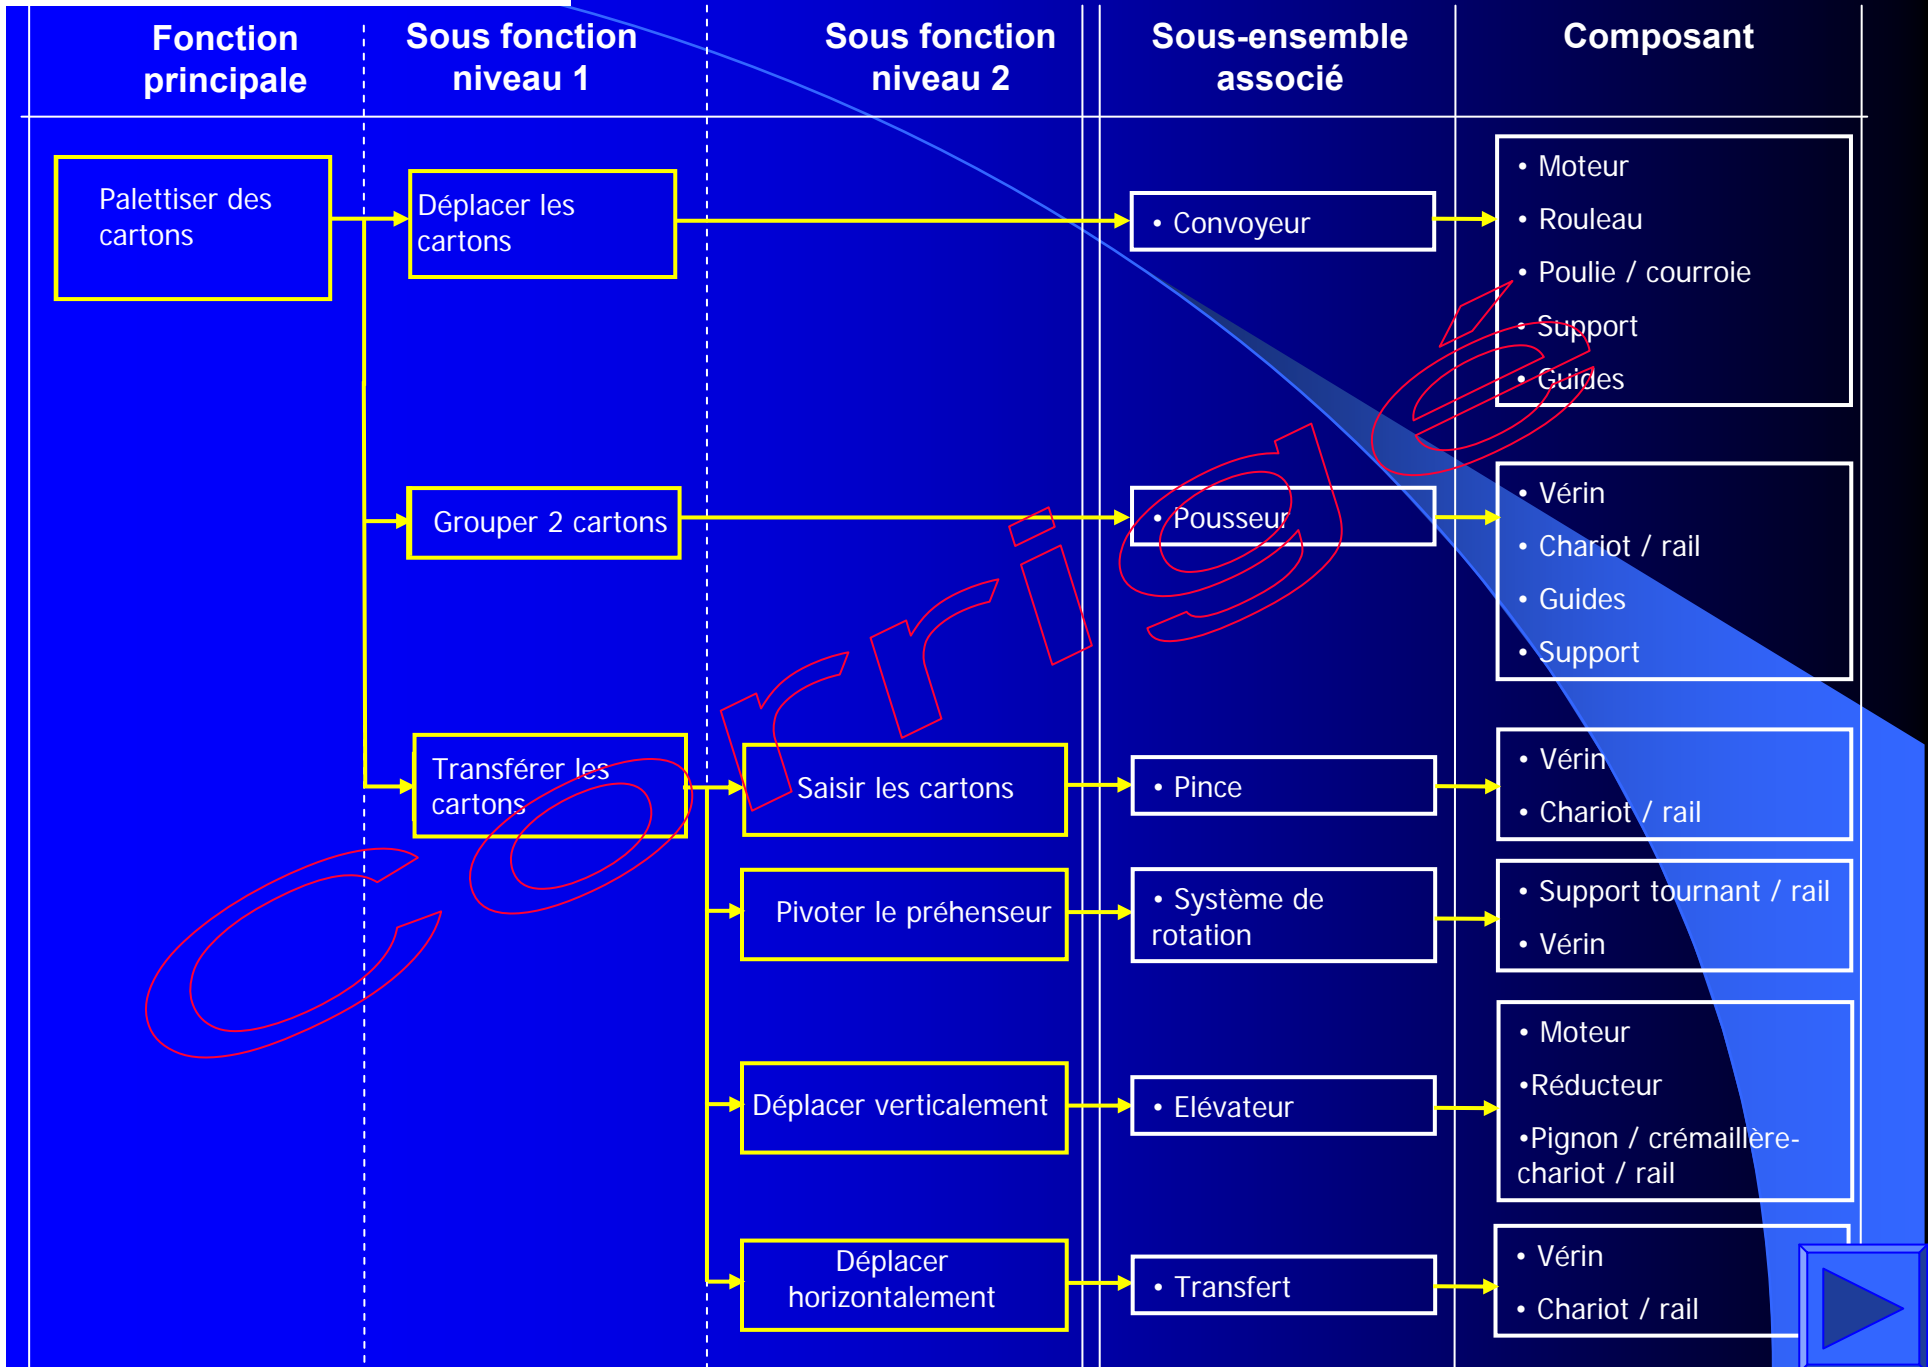 Fonction
principale
Sous fonction
niveau 1
Sous fonction
niveau 2
Sous-ensemble
associé
Composant
Palettiser des
cartons
Déplacer les
cartons
• Convoyeur
• Moteur
• Rouleau
• Poulie / courroie
• Support
• Guides
Grouper 2 cartons
• Pousseur
• Vérin
• Chariot / rail
• Guides
• Support
Transférer les
cartons
Saisir les cartons
• Pince
• Vérin
• Chariot / rail
Pivoter le préhenseur
• Système de
rotation
• Support tournant / rail
• Vérin
Déplacer verticalement
• Elévateur
• Moteur
•Réducteur
•Pignon / crémaillère-
chariot / rail
Déplacer
horizontalement
• Transfert
• Vérin
• Chariot / rail
Corrigé